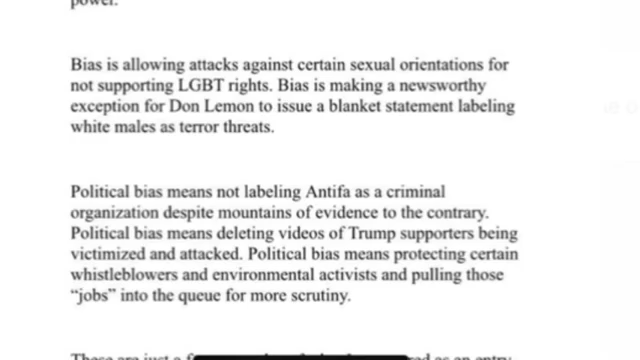 power.
Bias is allowing attacks against certain sexual orientations for
not supporting LGBT rights. Bias is making a newsworthy
exception for Don Lemon to issue a blanket statement labeling
white males as terror threats.
Political bias means not labeling Antifa as a criminal
organization despite mountains of evidence to the contrary.
Political bias means deleting videos of Trump supporters being
victimized and attacked. Political bias means protecting certain
whistleblowers and environmental activists and pulling those
“jobs” into the queue for more scrutiny.
These are just a
as an entry